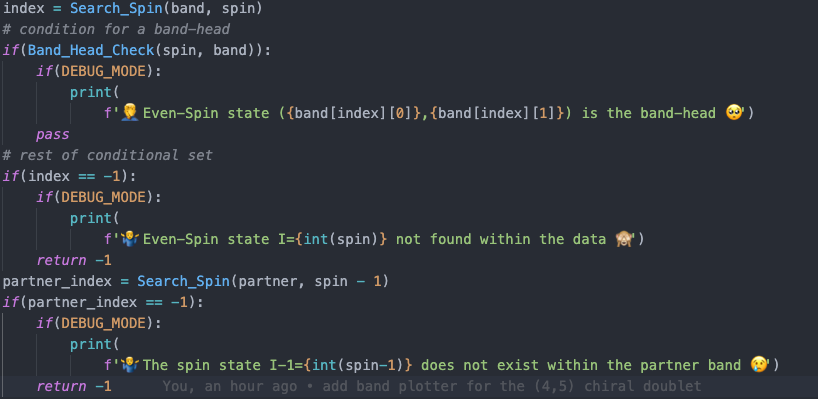 index = Search_Spin(band, spin)
# condition for a band-head
if(Band_Head_Check(spin, band)):
    if(DEBUG_MODE):
        print(
            f'🤦‍♂️Even-Spin state ({band[index][0]},{band[index][1]}) is the band-head 🥺')
    pass
# rest of conditional set
if(index == -1):
    if(DEBUG_MODE):
        print(
            f'🤷‍♂️Even-Spin state I={int(spin)} not found within the data 🙈')
    return -1
partner_index = Search_Spin(partner, spin - 1)
if(partner_index == -1):
    if(DEBUG_MODE):
        print(
            f'🤷‍♂️The spin state I-1={int(spin-1)} does not exist within the partner band 😢')
    return -1      You, an hour ago • add band plotter for the (4,5) chiral doublet